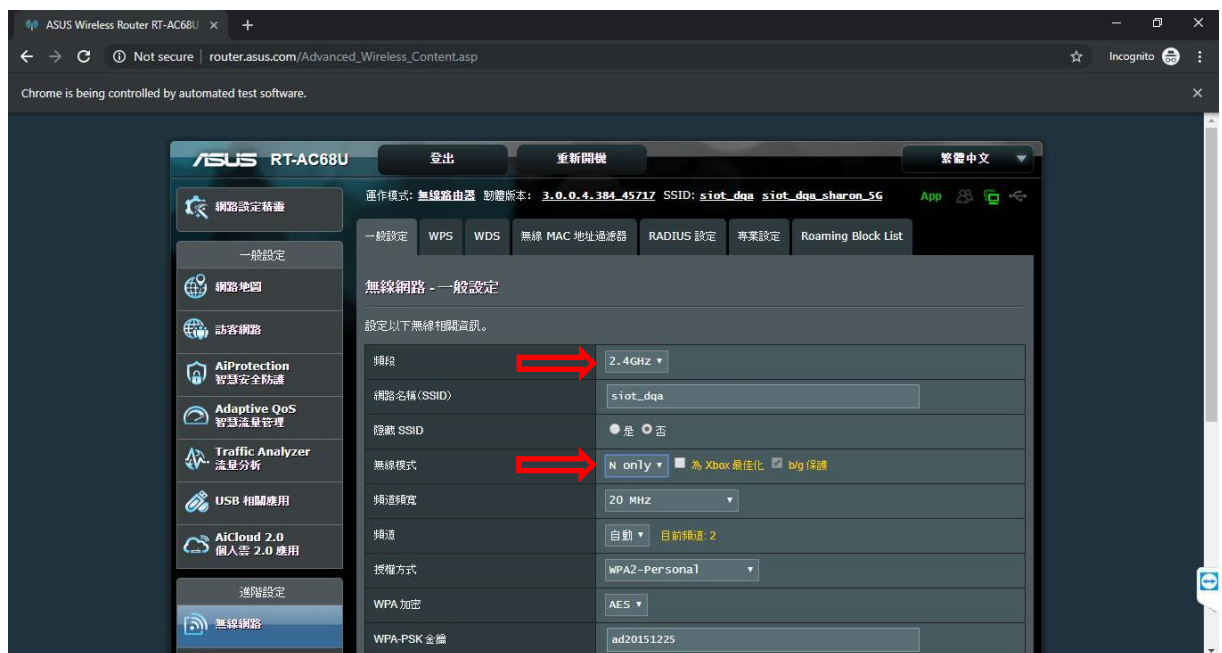 ASUS Wireless Router RT-AC68U
Not secure | router.asus.com/Advanced_Wireless_Content.asp
Incognito
Chrome is being controlled by automated test software.
ASUS RT-AC68U
登出
重新開機
繁體中文
運作模式: 無線路由器 韌體版本: 3.0.0.4.384_45717 SSID: siot_dqa siot_dqa_sharon_5G
App
網路設定精靈
一般設定 WPS WDS 無線 MAC 地址過濾器 RADIUS 設定 專業設定 Roaming Block List
一般設定
網路地圖
訪客網路
AiProtection
智慧安全防護
Adaptive QoS
智慧流量管理
Traffic Analyzer
流量分析
USB 相關應用
AiCloud 2.0
個人雲 2.0 應用
進階設定
無線網路
無線網路 - 一般設定
設定以下無線相關資訊。
頻段 2.4GHz
網路名稱(SSID) siot_dqa
隱藏 SSID 是 否
無線模式 N only 為 Xbox 最佳化 b/g 保護
頻道頻寬 20 MHz
頻道 自動 目前頻道: 2
授權方式 WPA2-Personal
WPA 加密 AES
WPA-PSK 金鑰 ad20151225